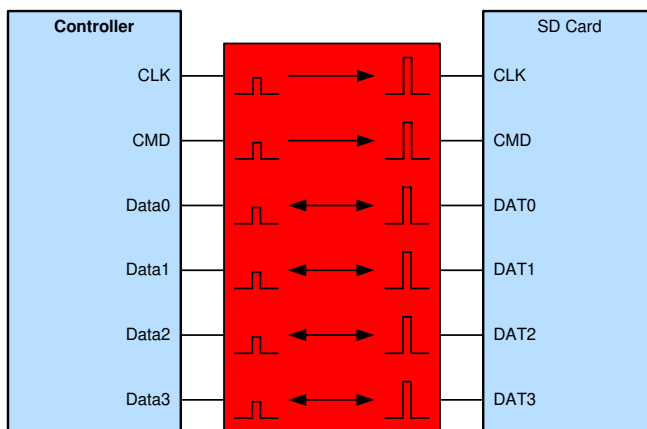 Controller
SD Card
CLK
CLK
CMD
CMD
Data0
DAT0
Data1
DAT1
Data2
DAT2
Data3
DAT3